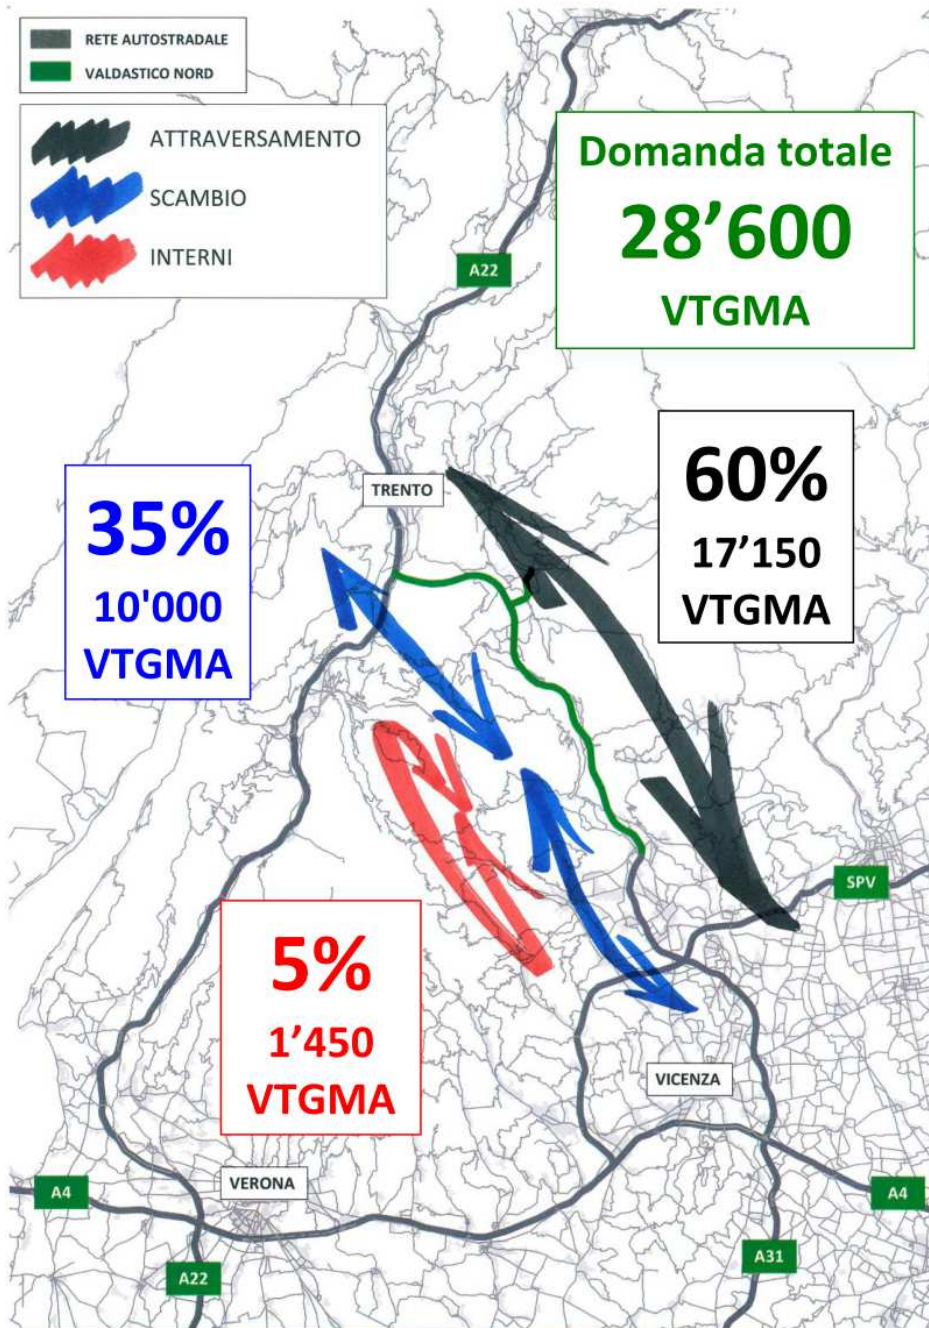 RETE AUTOSTRADALE
VALDASTICO NORD
ATTRAVERSAMENTO
SCAMBIO
INTERNI
Domanda totale
28’600
VTGMA
A22
60%
17’150
VTGMA
TRENTO
35%
10'000
VTGMA
SPV
5%
1’450
VTGMA
VICENZA
VERONA
A4
A4
A22
A31